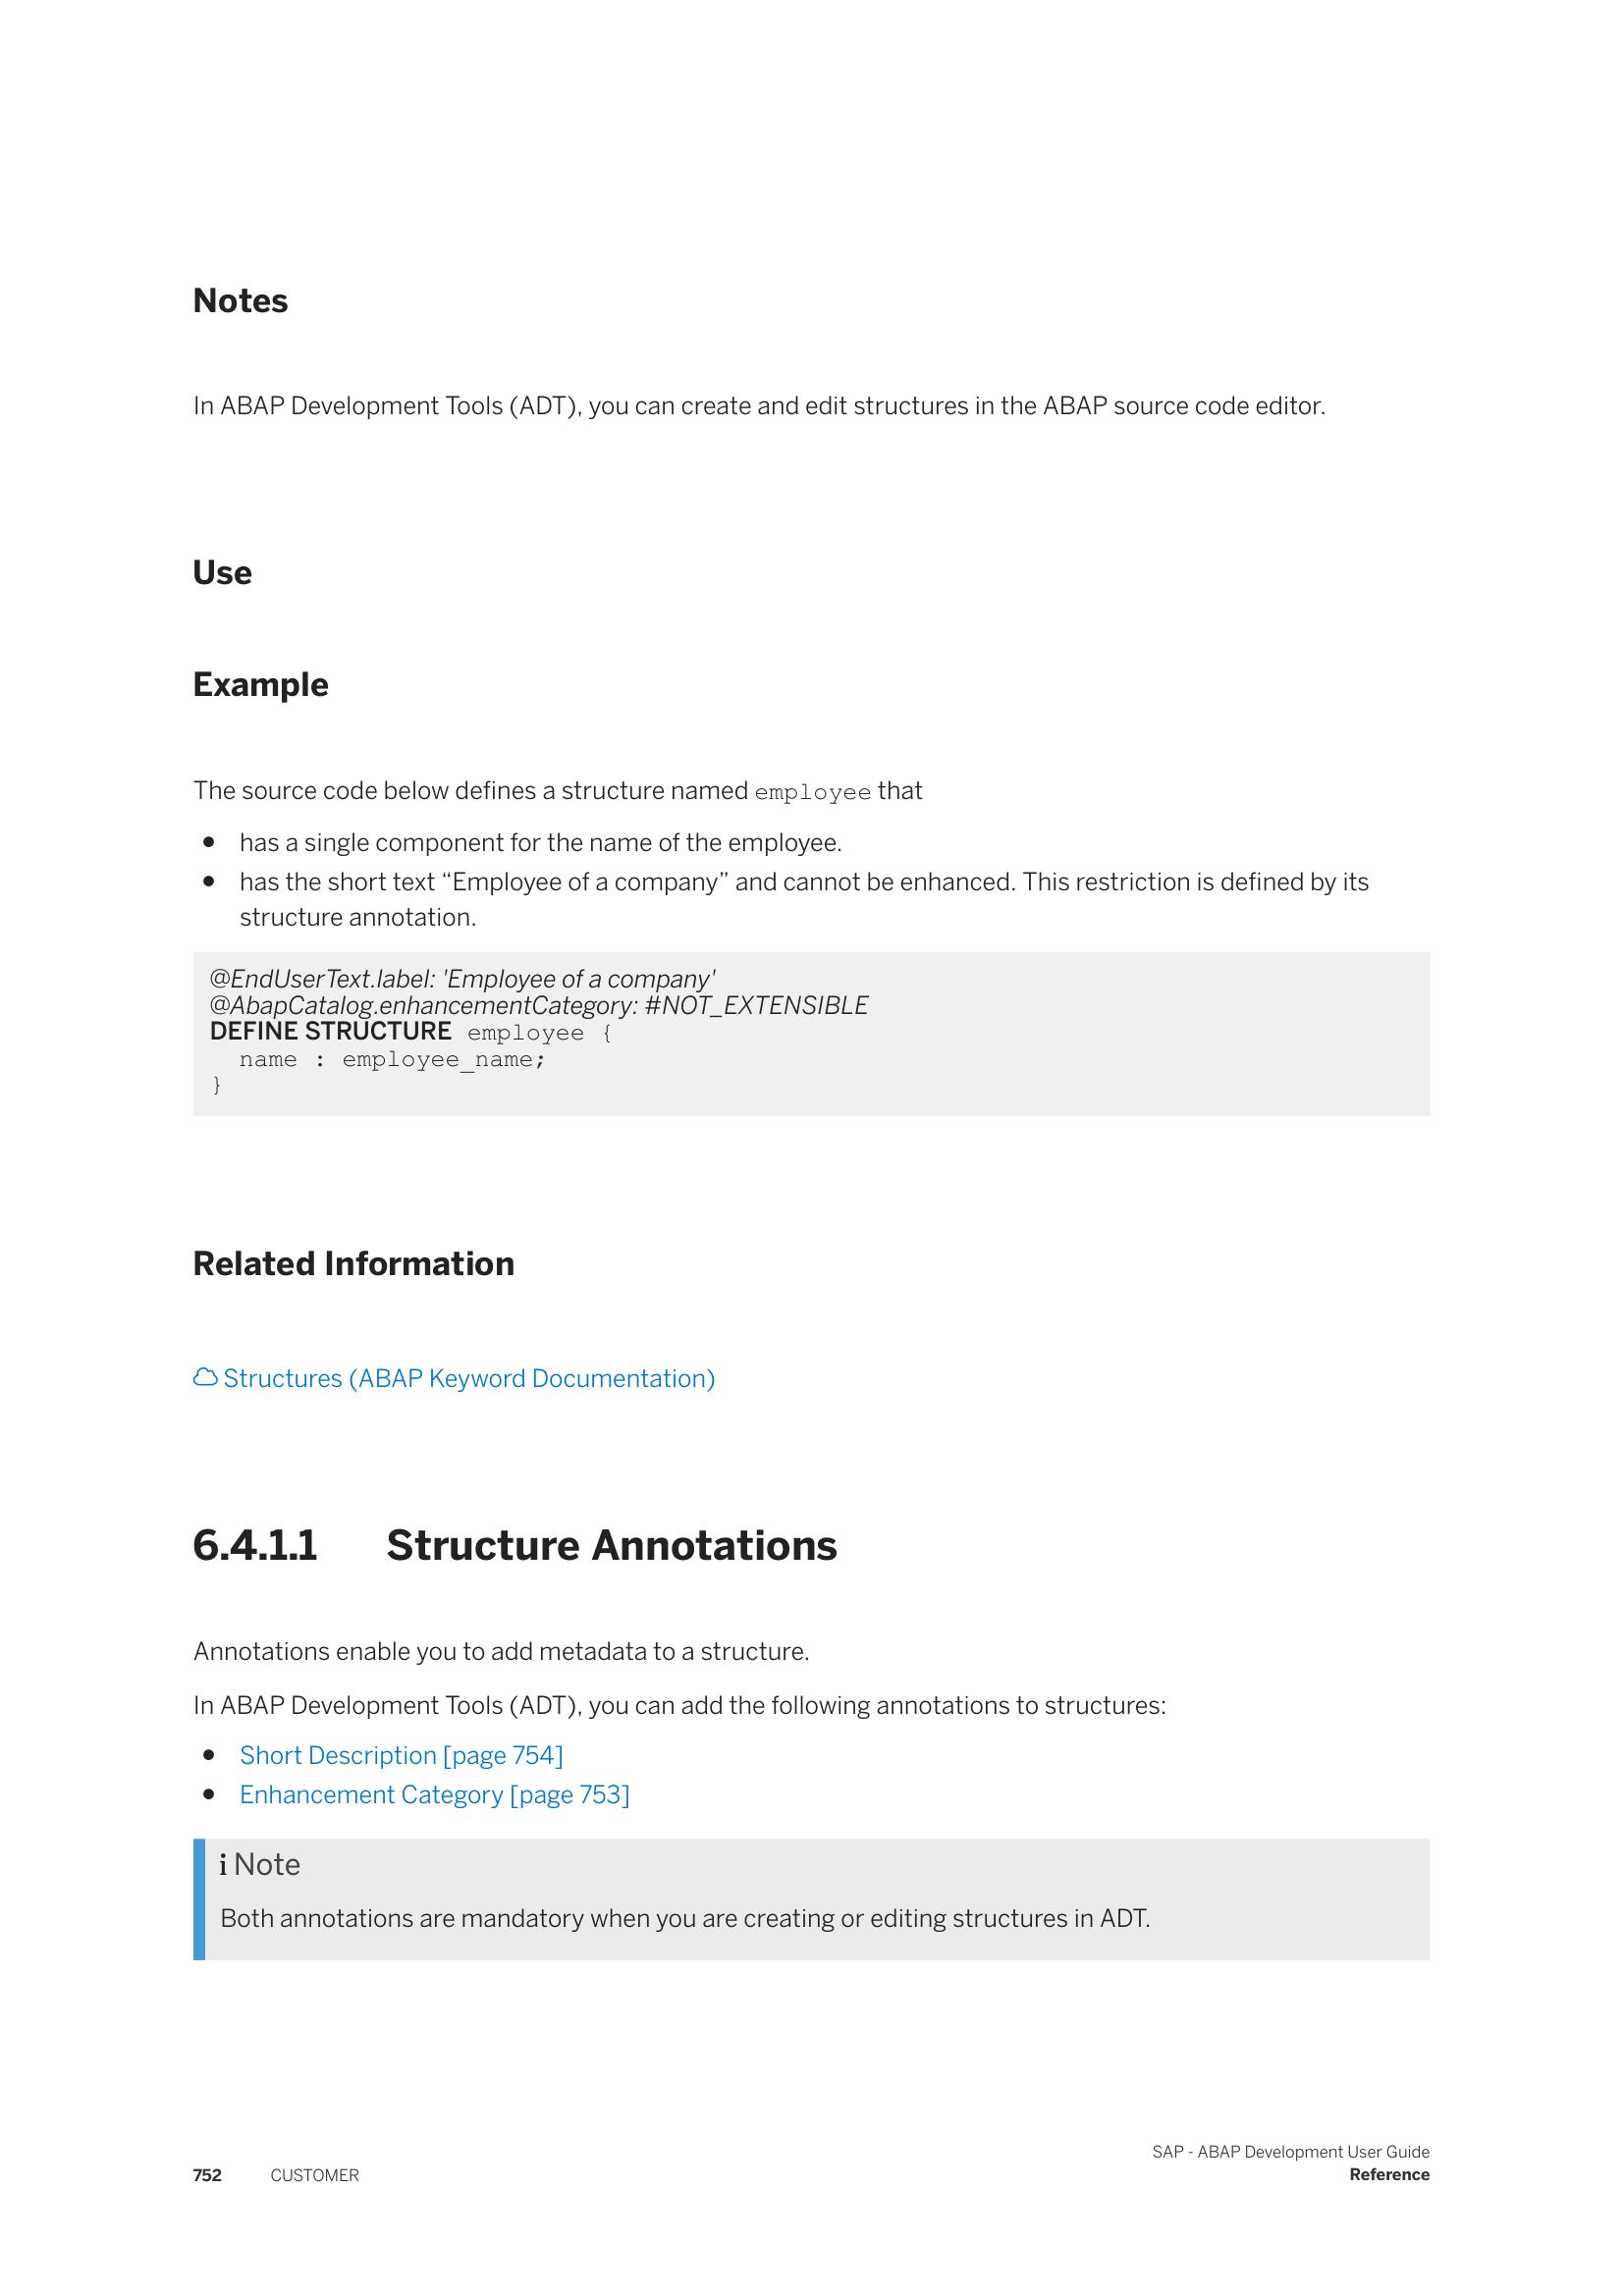 Notes
In ABAP Development Tools (ADT), you can create and edit structures in the ABAP source code editor.
Use
Example
The source code below defines a structure named employee that
● has a single component for the name of the employee.
● has the short text “Employee of a company” and cannot be enhanced. This restriction is defined by its
structure annotation.
@EndUserText.label: 'Employee of a company'
@AbapCatalog.enhancementCategory: #NOT_EXTENSIBLE
DEFINE STRUCTURE employee {
  name : employee_name;
}
Related Information
Structures (ABAP Keyword Documentation)
6.4.1.1 Structure Annotations
Annotations enable you to add metadata to a structure.
In ABAP Development Tools (ADT), you can add the following annotations to structures:
● Short Description [page 754]
● Enhancement Category [page 753]
i Note
Both annotations are mandatory when you are creating or editing structures in ADT.
SAP - ABAP Development User Guide
752 CUSTOMER Reference